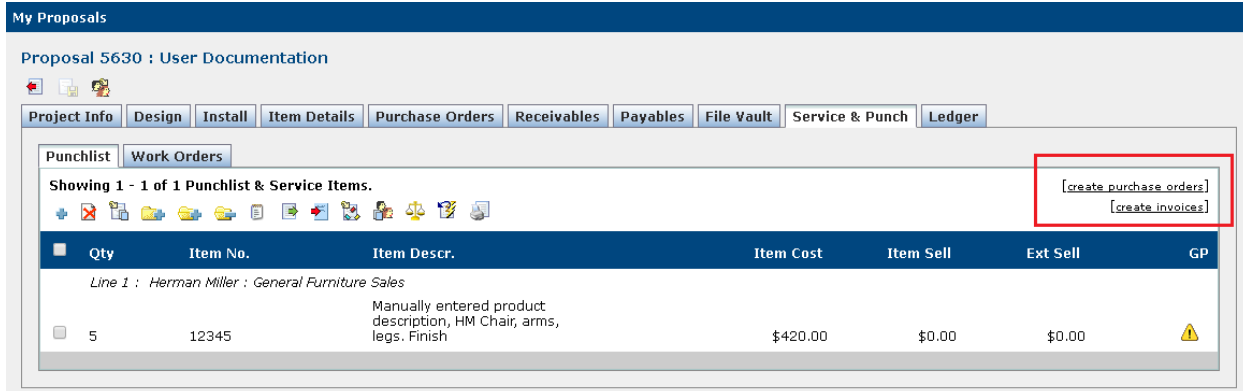 My Proposals
Proposal 5630 : User Documentation
Project Info Design Install Item Details Purchase Orders Receivables Payables File Vault Service & Punch Ledger
Punchlist Work Orders
Showing 1 - 1 of 1 Punchlist & Service Items.
[create purchase orders]
[create invoices]
Qty Item No. Item Descr. Item Cost Item Sell Ext Sell GP
Line 1 : Herman Miller : General Furniture Sales
Manually entered product
description, HM Chair, arms,
5 12345 legs. Finish $420.00 $0.00 $0.00